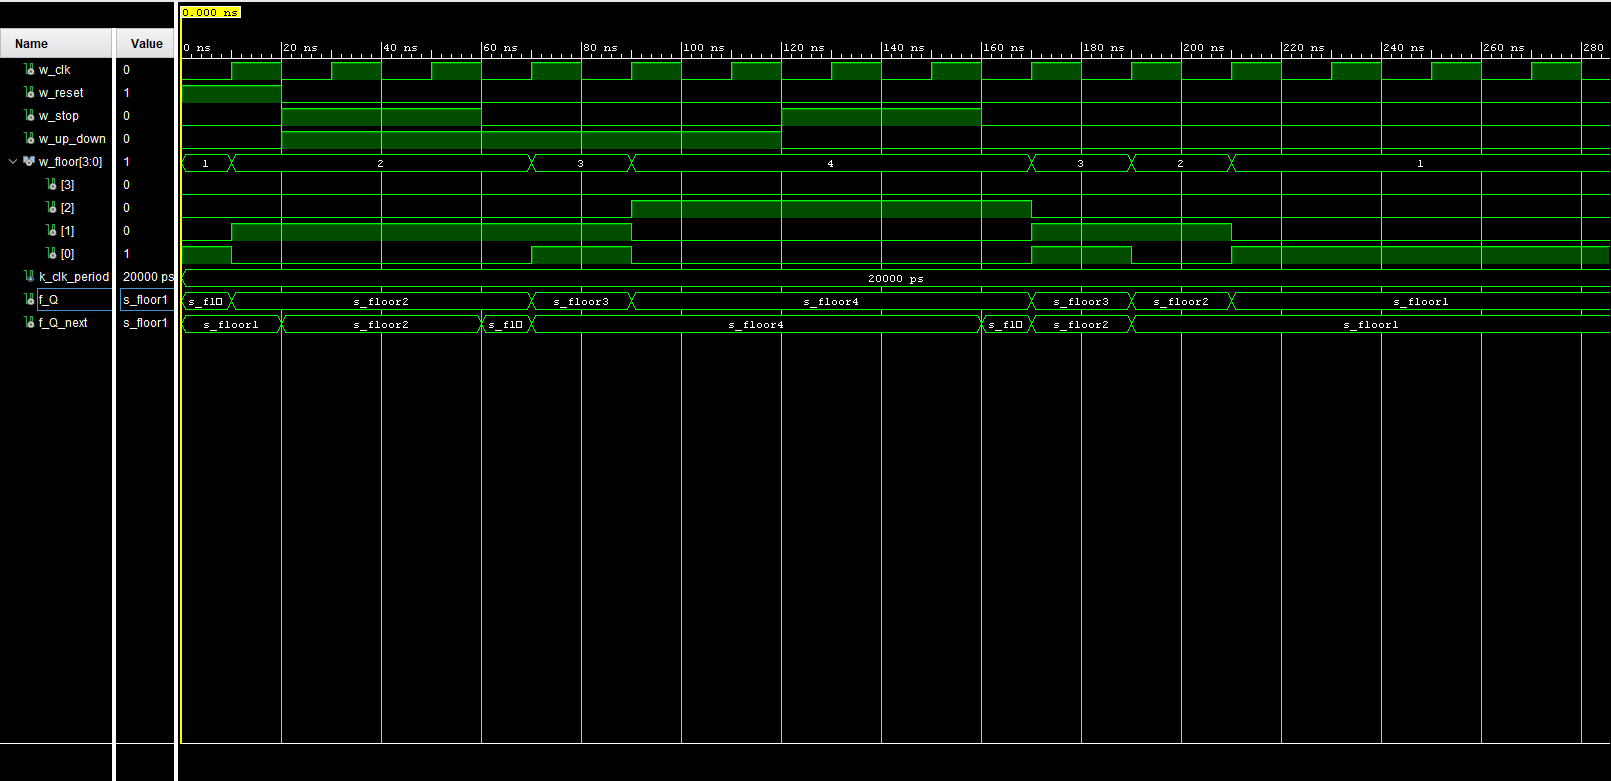 0.000 ns
Name Value
0 ns 20 ns 40 ns 60 ns 80 ns 100 ns 120 ns 140 ns 160 ns 180 ns 200 ns 220 ns 240 ns 260 ns 280
w_clk 0
w_reset 1
w_stop 0
w_up_down 0
w_floor[3:0] 1 1 2 3 4 3 2 1
[3] 0
[2] 0
[1] 0
[0] 1
k_clk_period 20000 ps 20000 ps
f_Q s_floor1 s_fl s_floor2 s_floor3 s_floor4 s_floor3 s_floor2 s_floor1
f_Q_next s_floor1 s_floor1 s_floor2 s_fl s_floor4 s_fl s_floor2 s_floor1